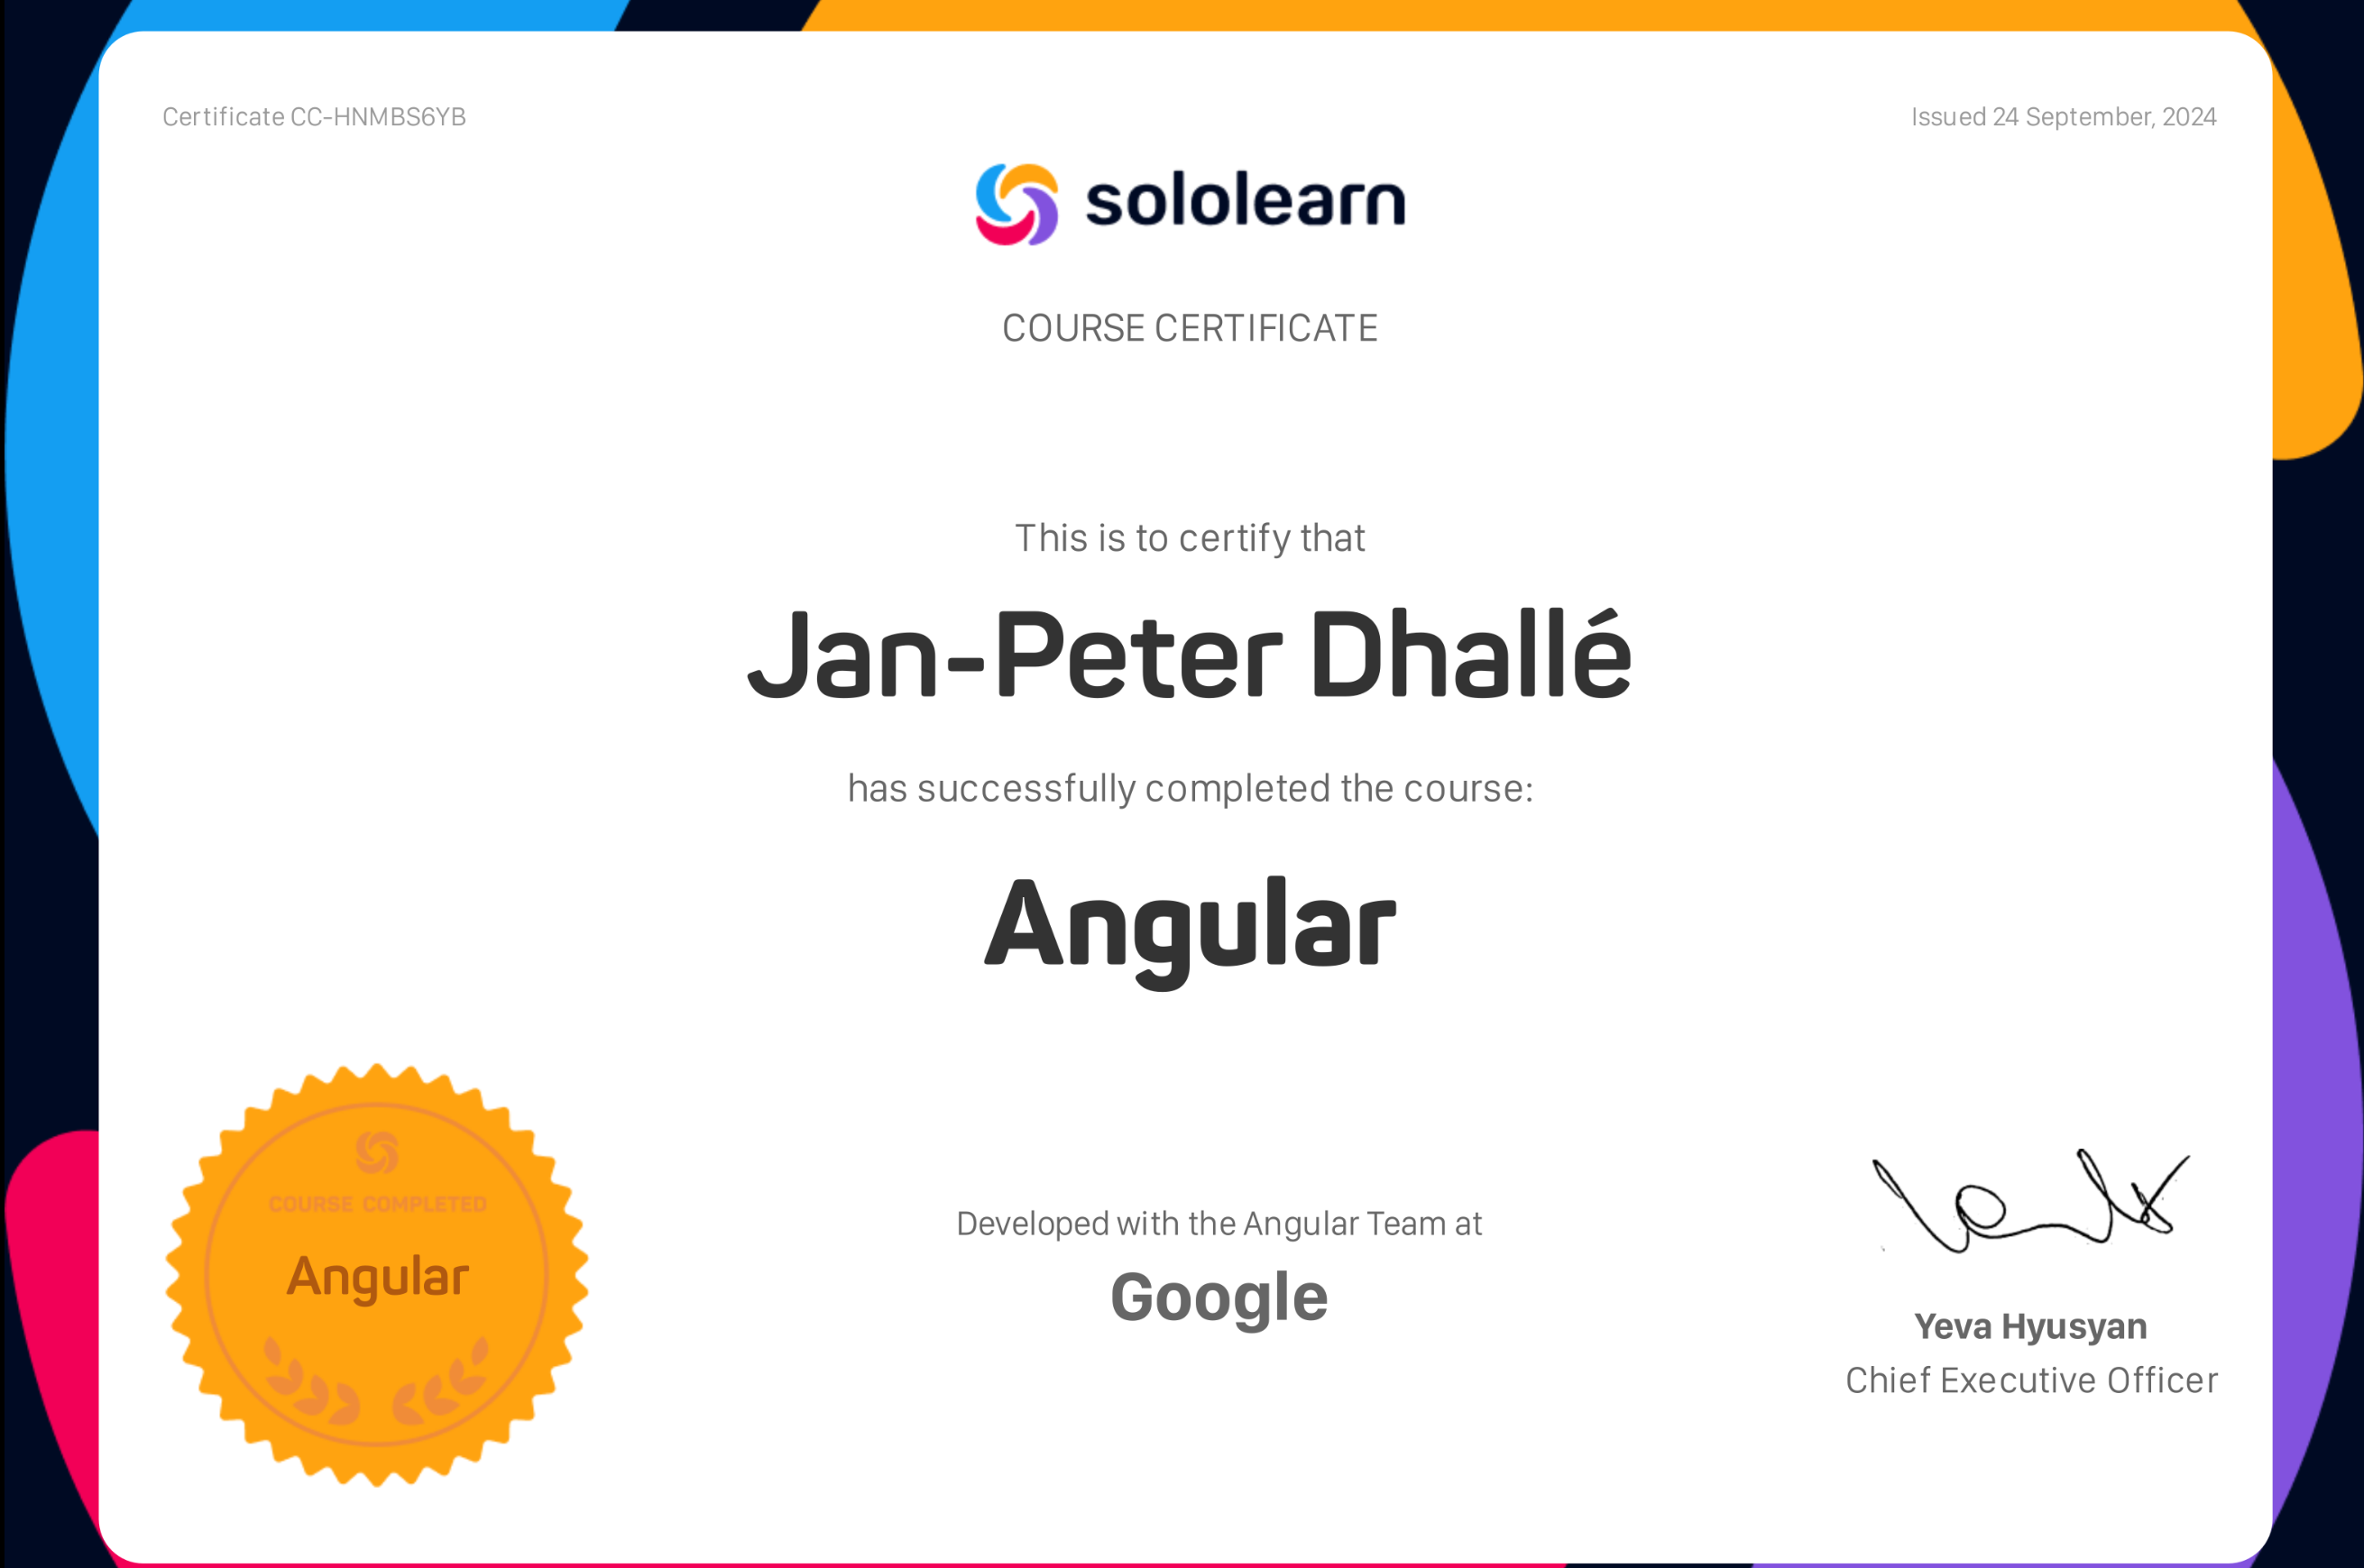 Certificate CC-HNMBS6YB
Issued 24 September, 2024
sololearn
COURSE CERTIFICATE
This is to certify that
Jan-Peter Dhallé
has successfully completed the course:
Angular
COURSE COMPLETED
Angular
Developed with the Angular Team at
Google
Yeva Hyusyan
Chief Executive Officer